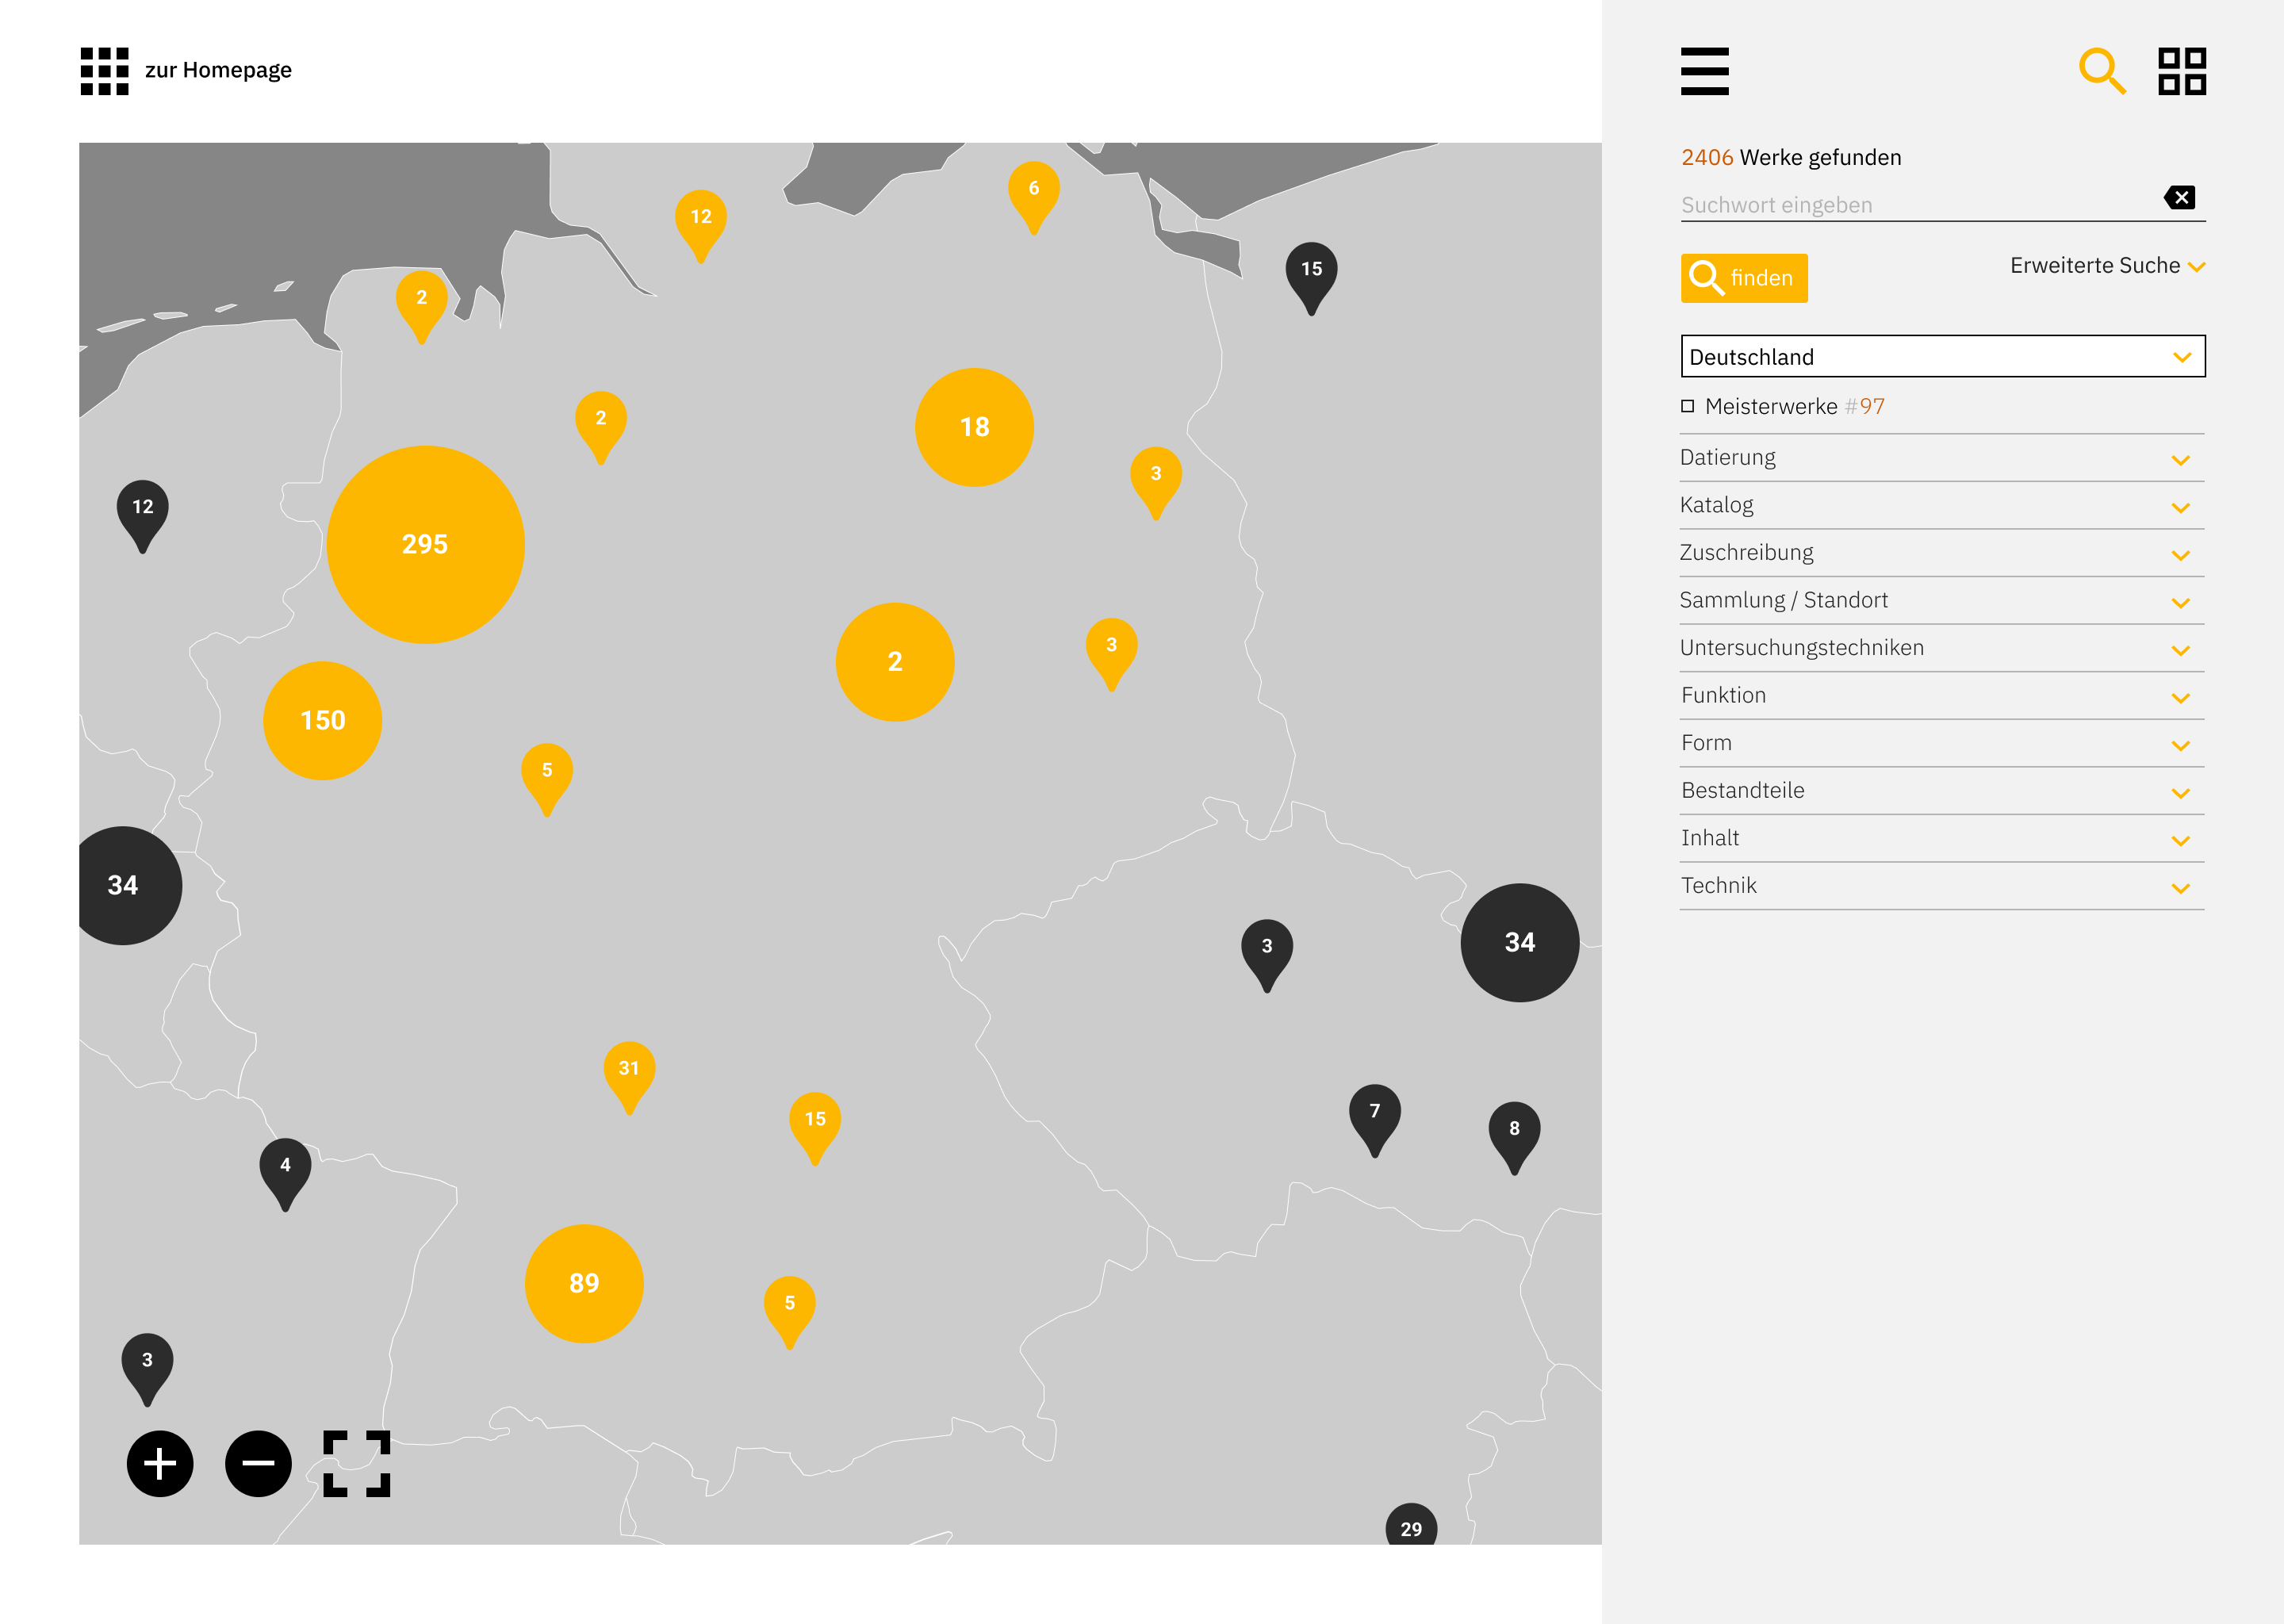 zur Homepage
12
6
15
2
2
18
3
12
295
3
2
150
5
34
34
3
31
15
7
8
4
89
5
3
29
2406 Werke gefunden
Suchwort eingeben
finden
Erweiterte Suche
Deutschland
Meisterwerke #97
Datierung
Katalog
Zuschreibung
Sammlung / Standort
Untersuchungstechniken
Funktion
Form
Bestandteile
Inhalt
Technik